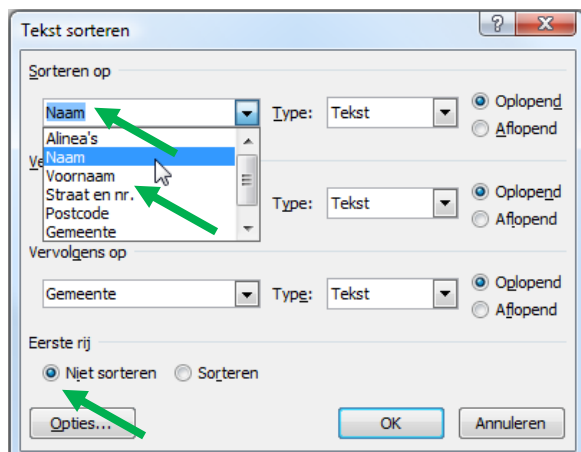 Tekst sorteren
Sorteren op
Naam Type: Tekst Oplopend
Aflopend
Alinea's
Ve Naam
Voornaam
Straat en nr. Type: Tekst Oplopend
Postcode Aflopend
Gemeente
Vervolgens op
Gemeente Type: Tekst Oplopend
Aflopend
Eerste rij
Niet sorteren Sorteren
Opties... OK Annuleren